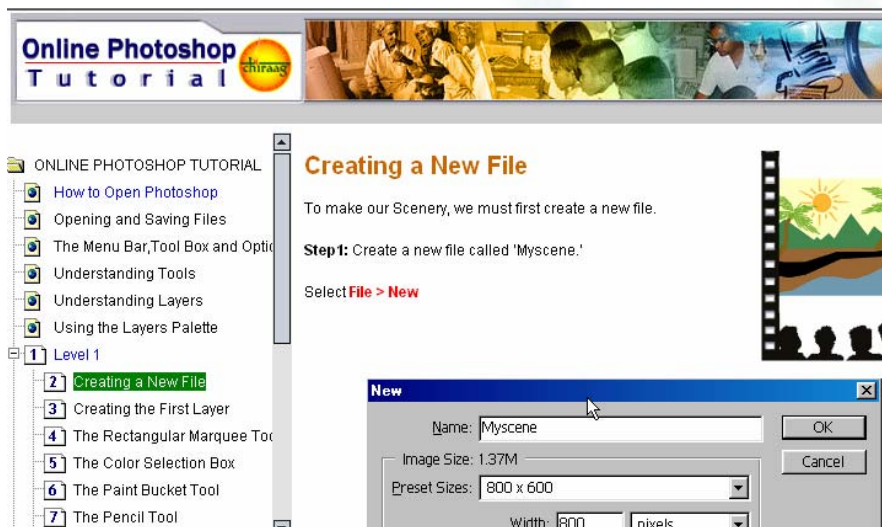 Online Photoshop
Tutorial
chiraag
ONLINE PHOTOSHOP TUTORIAL
How to Open Photoshop
Opening and Saving Files
The Menu Bar,Tool Box and Optic
Understanding Tools
Understanding Layers
Using the Layers Palette
1 Level 1
2 Creating a New File
3 Creating the First Layer
4 The Rectangular Marquee Too
5 The Color Selection Box
6 The Paint Bucket Tool
7 The Pencil Tool
Creating a New File
To make our Scenery, we must first create a new file.
Step1: Create a new file called 'Myscene.'
Select File > New
New
Name: Myscene
OK
Image Size: 1.37M
Cancel
Preset Sizes: 800 x 600
Width: 800 pixels